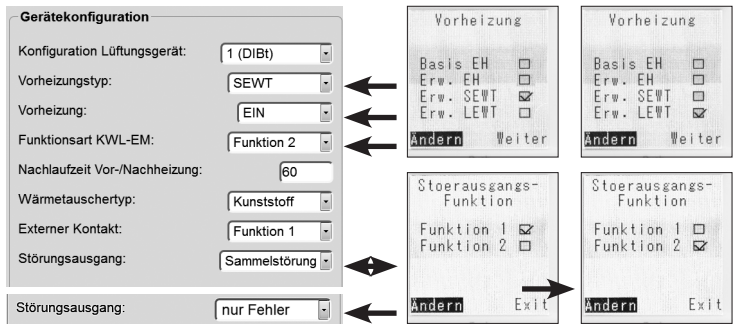 Gerätekonfiguration
Konfiguration Lüftungsgerät: 1 (DIBt)
Vorheizungstyp: SEWT
Vorheizung: EIN
Funktionsart KWL-EM: Funktion 2
Nachlaufzeit Vor-/Nachheizung: 60
Wärmetauschertyp: Kunststoff
Externer Kontakt: Funktion 1
Störungsausgang: Sammelstörung
Störungsausgang: nur Fehler
Vorheizung
Basis EH
Erw. EH
Erw. SEWT
Erw. LEWT
Ändern Weiter
Vorheizung
Basis EH
Erw. EH
Erw. SEWT
Erw. LEWT
Ändern Weiter
Stoerausgangs-
Funktion
Funktion 1
Funktion 2
Ändern Exit
Stoerausgangs-
Funktion
Funktion 1
Funktion 2
Ändern Exit